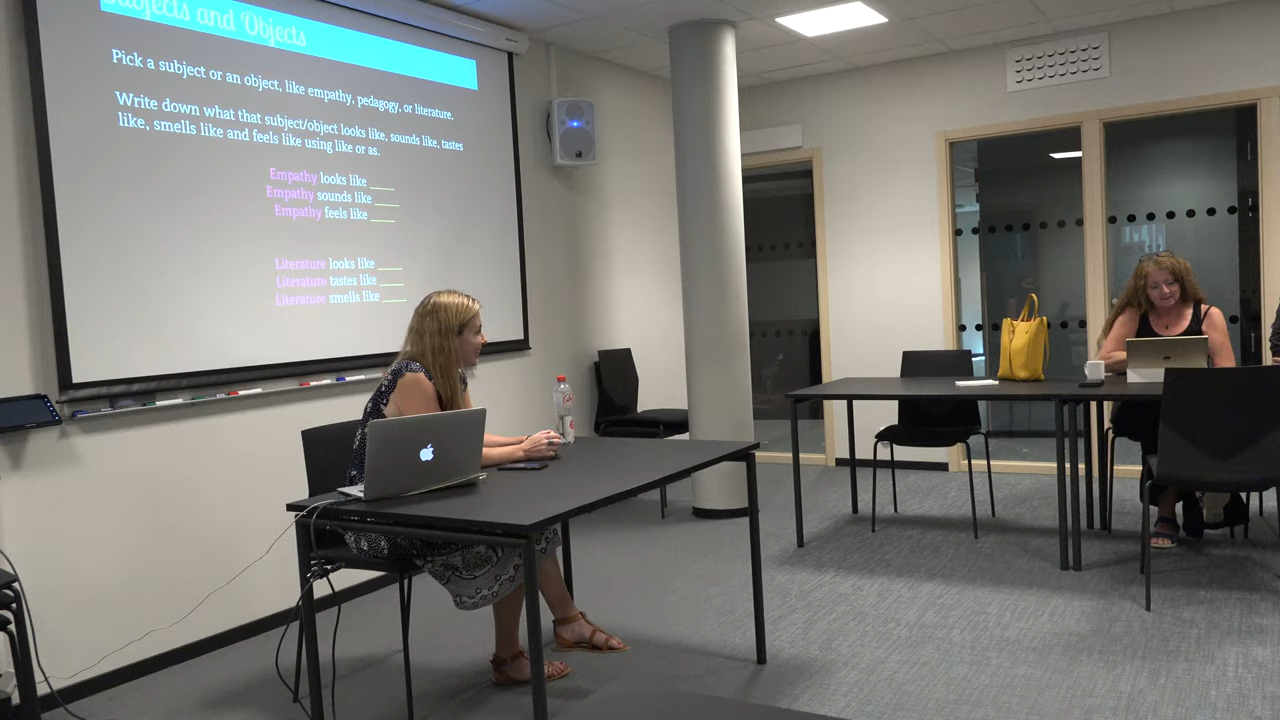 Subjects and Objects
Pick a subject or an object, like empathy, pedagogy, or literature.
Write down what that subject/object looks like, sounds like, tastes
like, smells like and feels like using like or as.
Empathy looks like ____
Empathy sounds like ____
Empathy feels like ____
Literature looks like ____
Literature tastes like ____
Literature smells like ____